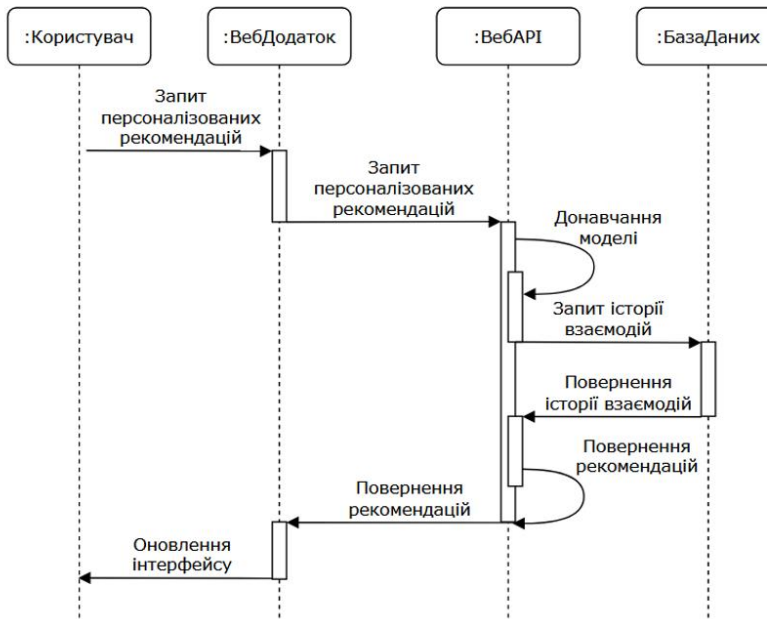 :Користувач
:ВебДодаток
:ВебАРІ
:БазаДаних
Запит
персоналізованих
рекомендацій
Запит
персоналізованих
рекомендацій
Донавчання
моделі
Запит історії
взаємодій
Повернення
історії взаємодій
Повернення
рекомендацій
Повернення
рекомендацій
Оновлення
інтерфейсу